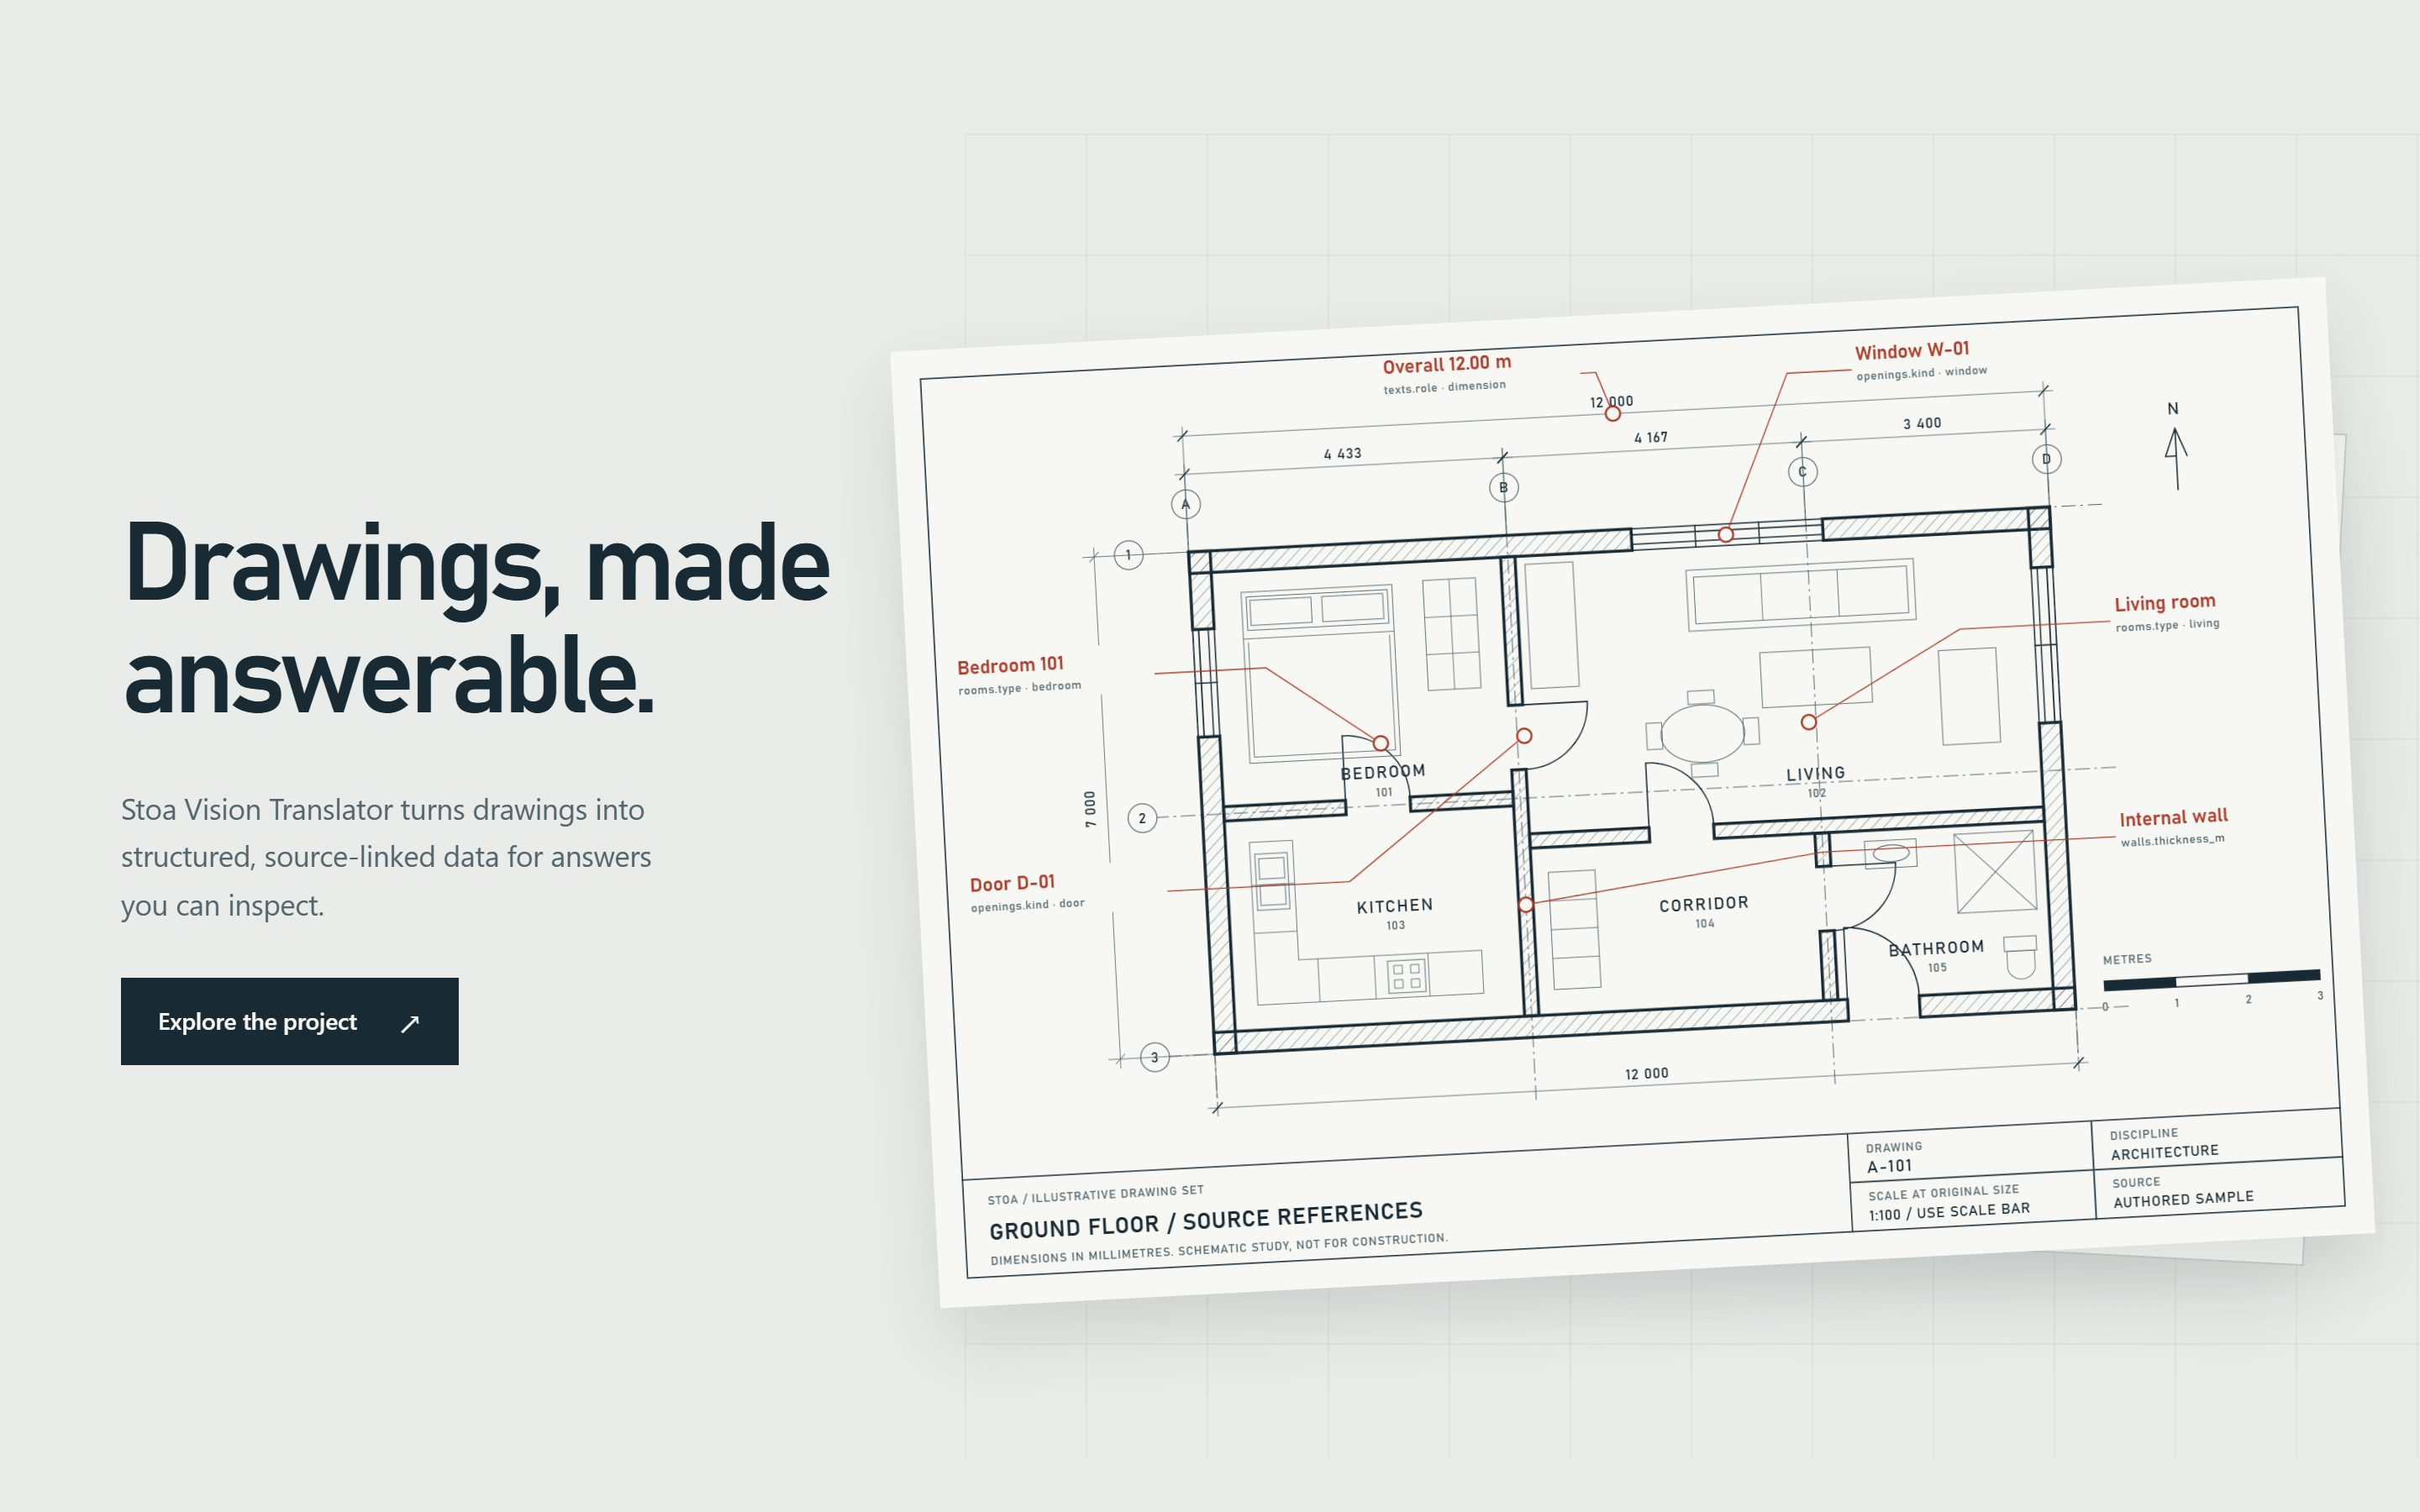 Drawings, made
answerable.
Stoa Vision Translator turns drawings into
structured, source-linked data for answers
you can inspect.
Explore the project ↗
Overall 12.00 m
texts.role · dimension
Window W-01
openings.kind · window
12 000
4 433
4 167
3 400
N
A
B
C
D
1
Bedroom 101
rooms.type · bedroom
Living room
rooms.type · living
BEDROOM
101
LIVING
102
7 000
2
Internal wall
walls.thickness_m
Door D-01
openings.kind · door
KITCHEN
103
CORRIDOR
104
BATHROOM
105
METRES
0 1 2 3
3
12 000
STOA / ILLUSTRATIVE DRAWING SET
GROUND FLOOR / SOURCE REFERENCES
DIMENSIONS IN MILLIMETRES. SCHEMATIC STUDY, NOT FOR CONSTRUCTION.
DRAWING
A-101
DISCIPLINE
ARCHITECTURE
SCALE AT ORIGINAL SIZE
1:100 / USE SCALE BAR
SOURCE
AUTHORED SAMPLE